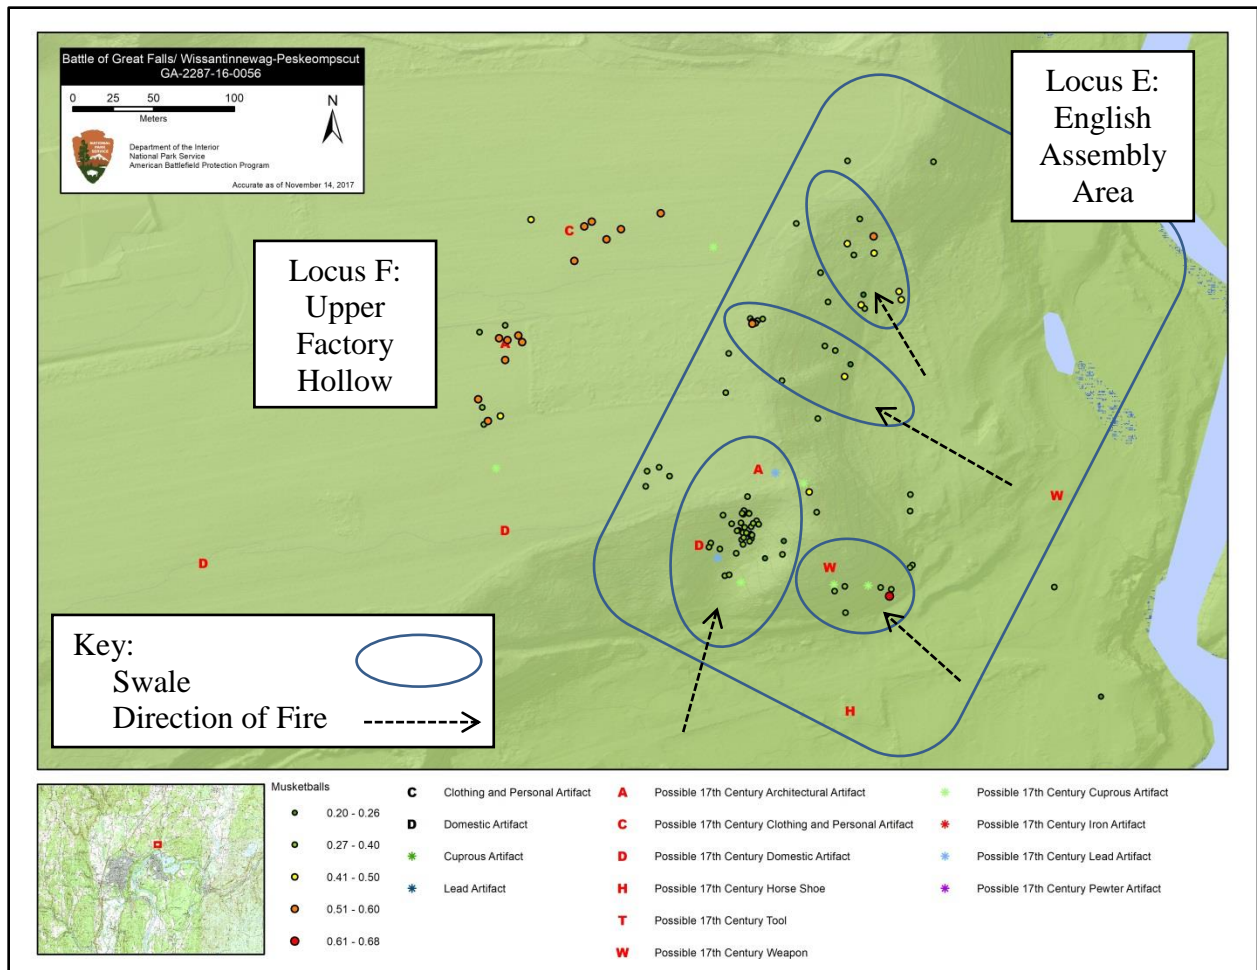 Battle of Great Falls/ Wissantinnewag-Peskeompscut
GA-2287-16-0056
0 25 50 100
Meters
N
NATIONAL
PARK
SERVICE
Department of the Interior
National Park Service
American Battlefield Protection Program
Accurate as of November 14, 2017
Locus E:
English
Assembly
Area
Locus F:
Upper
Factory
Hollow
C
A
A
D
D
D
W
W
H
Key:
Swale
Direction of Fire
Musketballs
0.20 - 0.26
0.27 - 0.40
0.41 - 0.50
0.51 - 0.60
0.61 - 0.68
C Clothing and Personal Artifact
D Domestic Artifact
Cuprous Artifact
Lead Artifact
A Possible 17th Century Architectural Artifact
C Possible 17th Century Clothing and Personal Artifact
D Possible 17th Century Domestic Artifact
H Possible 17th Century Horse Shoe
T Possible 17th Century Tool
W Possible 17th Century Weapon
Possible 17th Century Cuprous Artifact
Possible 17th Century Iron Artifact
Possible 17th Century Lead Artifact
Possible 17th Century Pewter Artifact